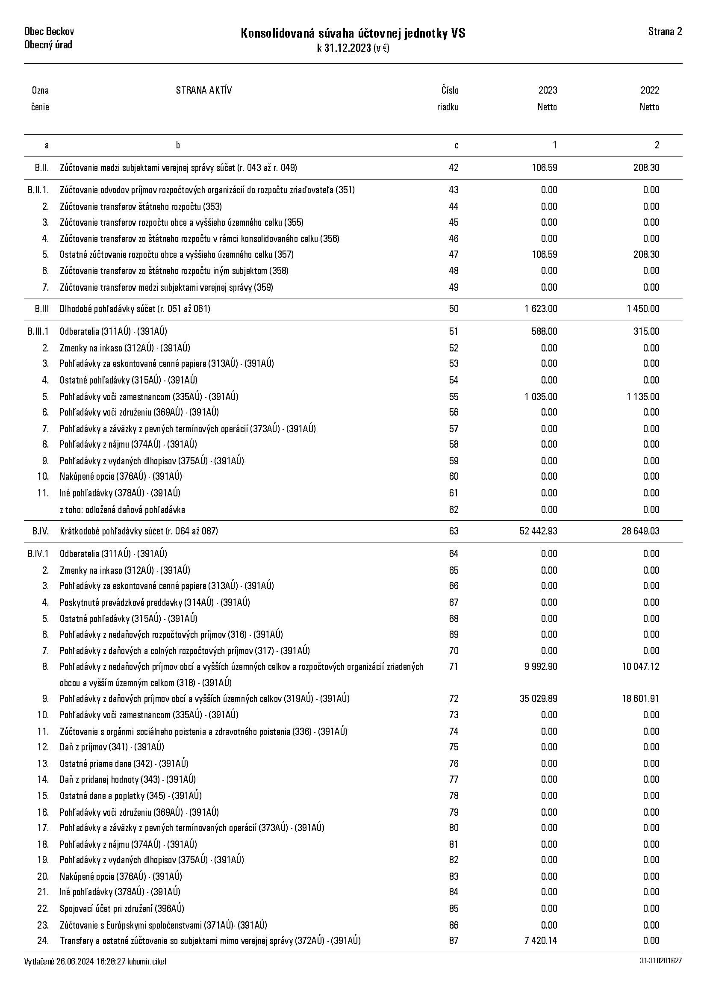 Obec Beckov
Obecný úrad
Konsolidovaná súvaha účtovnej jednotky VS
k 31.12.2023 (v €)
Strana 2
Ozna STRANA AKTÍV Číslo 2023 2022
čenie riadku Netto Netto
a b c 1 2
B.II. Zúčtovanie medzi subjektami verejnej správy súčet (r. 043 až r. 049) 42 106.59 208.30
B.II.1. Zúčtovanie odvodov príjmov rozpočtových organizácií do rozpočtu zriaďovateľa (351) 43 0.00 0.00
2. Zúčtovanie transferov štátneho rozpočtu (353) 44 0.00 0.00
3. Zúčtovanie transferov rozpočtu obce a vyššieho územného celku (355) 45 0.00 0.00
4. Zúčtovanie transferov zo štátneho rozpočtu v rámci konsolidovaného celku (356) 46 0.00 0.00
5. Ostatné zúčtovanie rozpočtu obce a vyššieho územného celku (357) 47 106.59 208.30
6. Zúčtovanie transferov zo štátneho rozpočtu iným subjektom (358) 48 0.00 0.00
7. Zúčtovanie transferov medzi subjektami verejnej správy (359) 49 0.00 0.00
B.III Dlhodobé pohľadávky súčet (r. 051 až 061) 50 1 623.00 1 450.00
B.III.1 Odberatelia (311AÚ) - (391AÚ) 51 588.00 315.00
2. Zmenky na inkaso (312AÚ) - (391AÚ) 52 0.00 0.00
3. Pohľadávky za eskontované cenné papiere (313AÚ) - (391AÚ) 53 0.00 0.00
4. Ostatné pohľadávky (315AÚ) - (391AÚ) 54 0.00 0.00
5. Pohľadávky voči zamestnancom (335AÚ) - (391AÚ) 55 1 035.00 1 135.00
6. Pohľadávky voči združeniu (369AÚ) - (391AÚ) 56 0.00 0.00
7. Pohľadávky a záväzky z pevných termínových operácií (373AÚ) - (391AÚ) 57 0.00 0.00
8. Pohľadávky z nájmu (374AÚ) - (391AÚ) 58 0.00 0.00
9. Pohľadávky z vydaných dlhopisov (375AÚ) - (391AÚ) 59 0.00 0.00
10. Nakúpené opcie (376AÚ) - (391AÚ) 60 0.00 0.00
11. Iné pohľadávky (378AÚ) - (391AÚ) 61 0.00 0.00
z toho: odložená daňová pohľadávka 62 0.00 0.00
B.IV. Krátkodobé pohľadávky súčet (r. 064 až 087) 63 52 442.93 28 649.03
B.IV.1 Odberatelia (311AÚ) - (391AÚ) 64 0.00 0.00
2. Zmenky na inkaso (312AÚ) - (391AÚ) 65 0.00 0.00
3. Pohľadávky za eskontované cenné papiere (313AÚ) - (391AÚ) 66 0.00 0.00
4. Poskytnuté prevádzkové preddavky (314AÚ) - (391AÚ) 67 0.00 0.00
5. Ostatné pohľadávky (315AÚ) - (391AÚ) 68 0.00 0.00
6. Pohľadávky z nedaňových rozpočtových príjmov (316) - (391AÚ) 69 0.00 0.00
7. Pohľadávky z daňových a colných rozpočtových príjmov (317) - (391AÚ) 70 0.00 0.00
8. Pohľadávky z nedaňových príjmov obcí a vyšších územných celkov a rozpočtových organizácií zriadených 71 9 992.90 10 047.12
obcou a vyšším územným celkom (318) - (391AÚ)
9. Pohľadávky z daňových príjmov obcí a vyšších územných celkov (319AÚ) - (391AÚ) 72 35 029.89 18 601.91
10. Pohľadávky voči zamestnancom (335AÚ) - (391AÚ) 73 0.00 0.00
11. Zúčtovanie s orgánmi sociálneho poistenia a zdravotného poistenia (336) - (391AÚ) 74 0.00 0.00
12. Daň z príjmov (341) - (391AÚ) 75 0.00 0.00
13. Ostatné priame dane (342) - (391AÚ) 76 0.00 0.00
14. Daň z pridanej hodnoty (343) - (391AÚ) 77 0.00 0.00
15. Ostatné dane a poplatky (345) - (391AÚ) 78 0.00 0.00
16. Pohľadávky voči združeniu (369AÚ) - (391AÚ) 79 0.00 0.00
17. Pohľadávky a záväzky z pevných termínovaných operácií (373AÚ) - (391AÚ) 80 0.00 0.00
18. Pohľadávky z nájmu (374AÚ) - (391AÚ) 81 0.00 0.00
19. Pohľadávky z vydaných dlhopisov (375AÚ) - (391AÚ) 82 0.00 0.00
20. Nakúpené opcie (376AÚ) - (391AÚ) 83 0.00 0.00
21. Iné pohľadávky (378AÚ) - (391AÚ) 84 0.00 0.00
22. Spojovací účet pri združení (396AÚ) 85 0.00 0.00
23. Zúčtovanie s Európskymi spoločenstvami (371AÚ)- (391AÚ) 86 0.00 0.00
24. Transfery a ostatné zúčtovanie so subjektami mimo verejnej správy (372AÚ) - (391AÚ) 87 7 420.14 0.00
Vytlačené 26.06.2024 16:28:27 lubomir.cikel 31-310281627